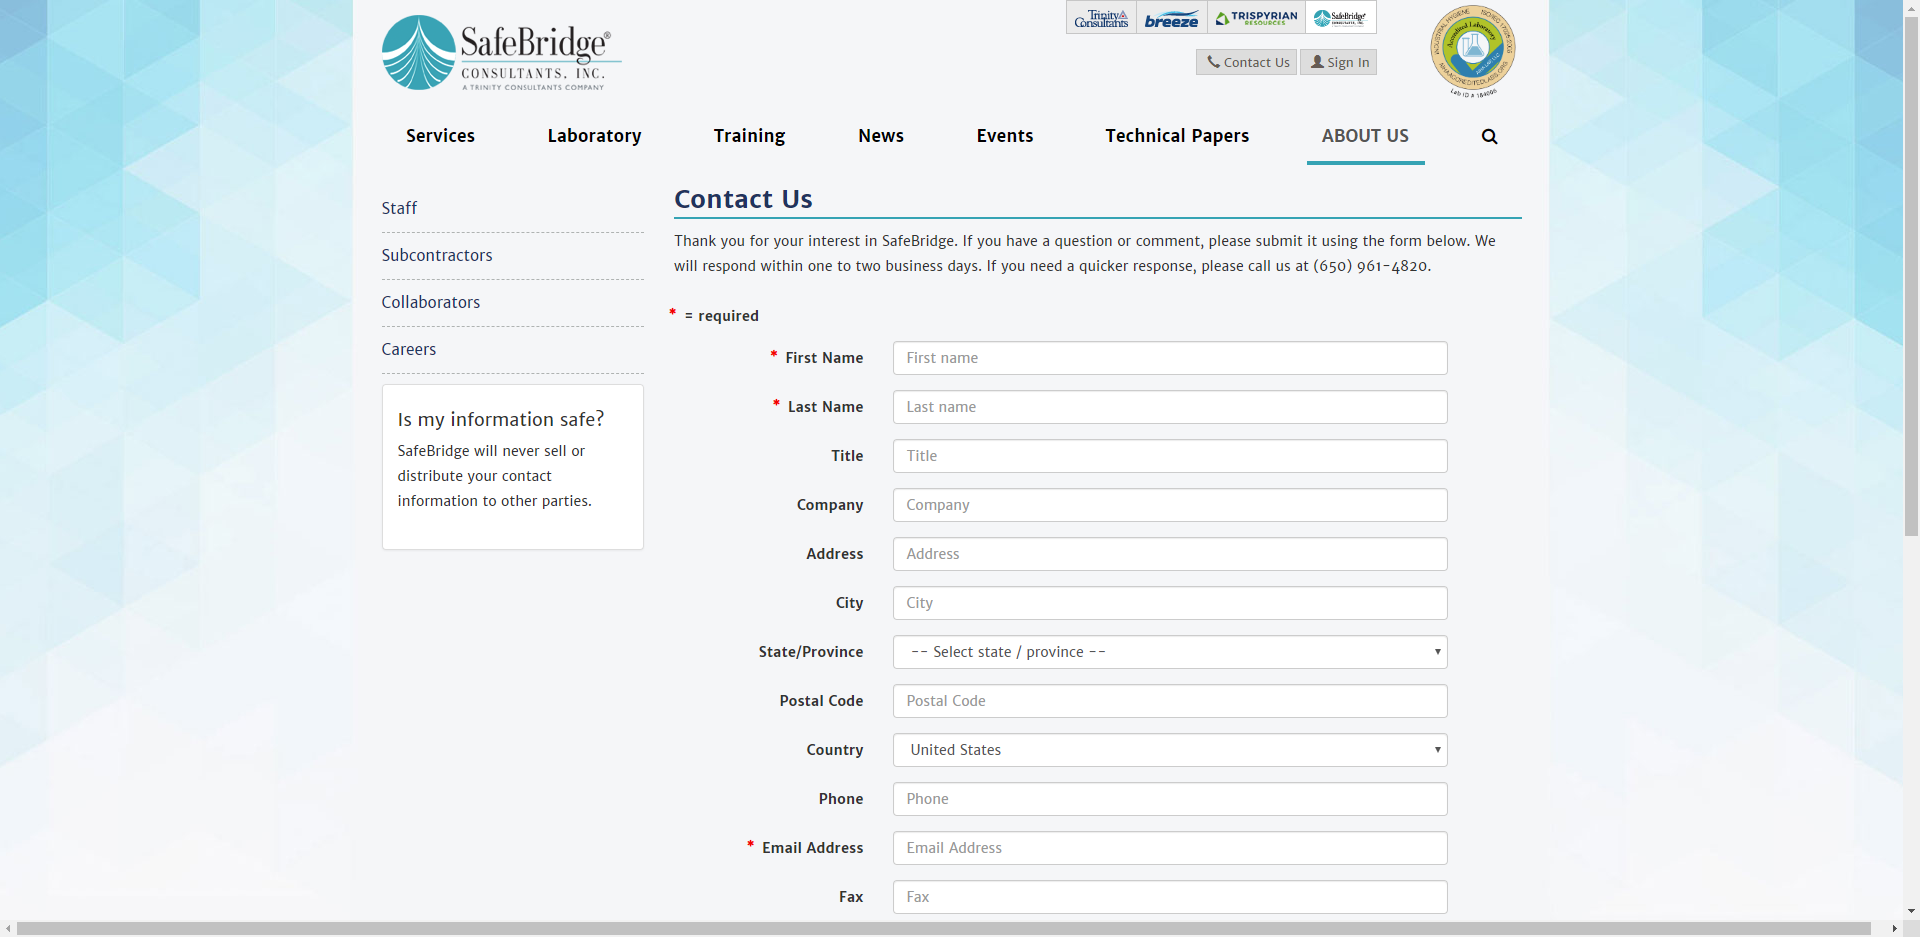 SafeBridge®
CONSULTANTS, INC.
A TRINITY CONSULTANTS COMPANY
Trinity Consultants
breeze
TRISPYRIAN RESOURCES
SafeBridge
Contact Us
Sign In
INDUSTRIAL HYGIENE
Accredited Laboratory
AIHAACCREDITEDLABS.ORG
Services
Laboratory
Training
News
Events
Technical Papers
ABOUT US
Staff
Subcontractors
Collaborators
Careers
Is my information safe?
SafeBridge will never sell or
distribute your contact
information to other parties.
Contact Us
Thank you for your interest in SafeBridge. If you have a question or comment, please submit it using the form below. We
will respond within one to two business days. If you need a quicker response, please call us at (650) 961-4820.
* = required
* First Name First name
* Last Name Last name
Title Title
Company Company
Address Address
City City
State/Province -- Select state / province --
Postal Code Postal Code
Country United States
Phone Phone
* Email Address Email Address
Fax Fax